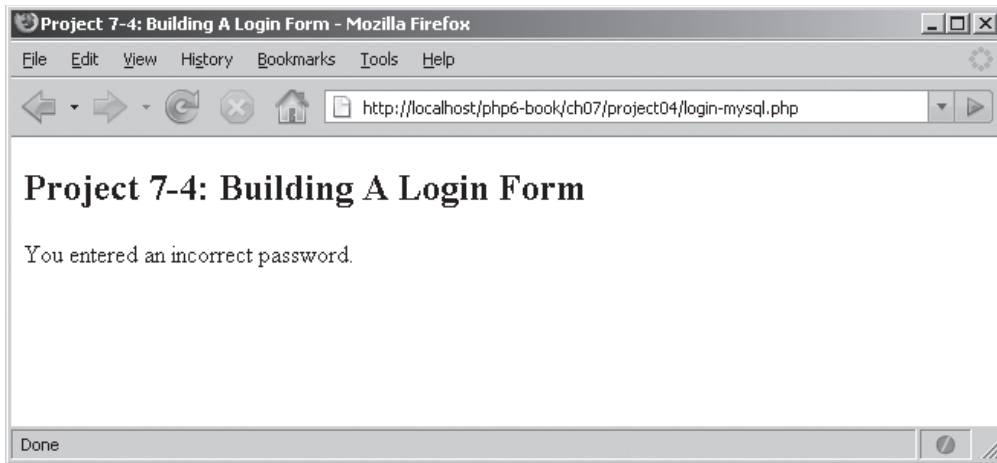 Project 7-4: Building A Login Form - Mozilla Firefox
File Edit View History Bookmarks Tools Help
http://localhost/php6-book/ch07/project04/login-mysql.php
Project 7-4: Building A Login Form
You entered an incorrect password.
Done